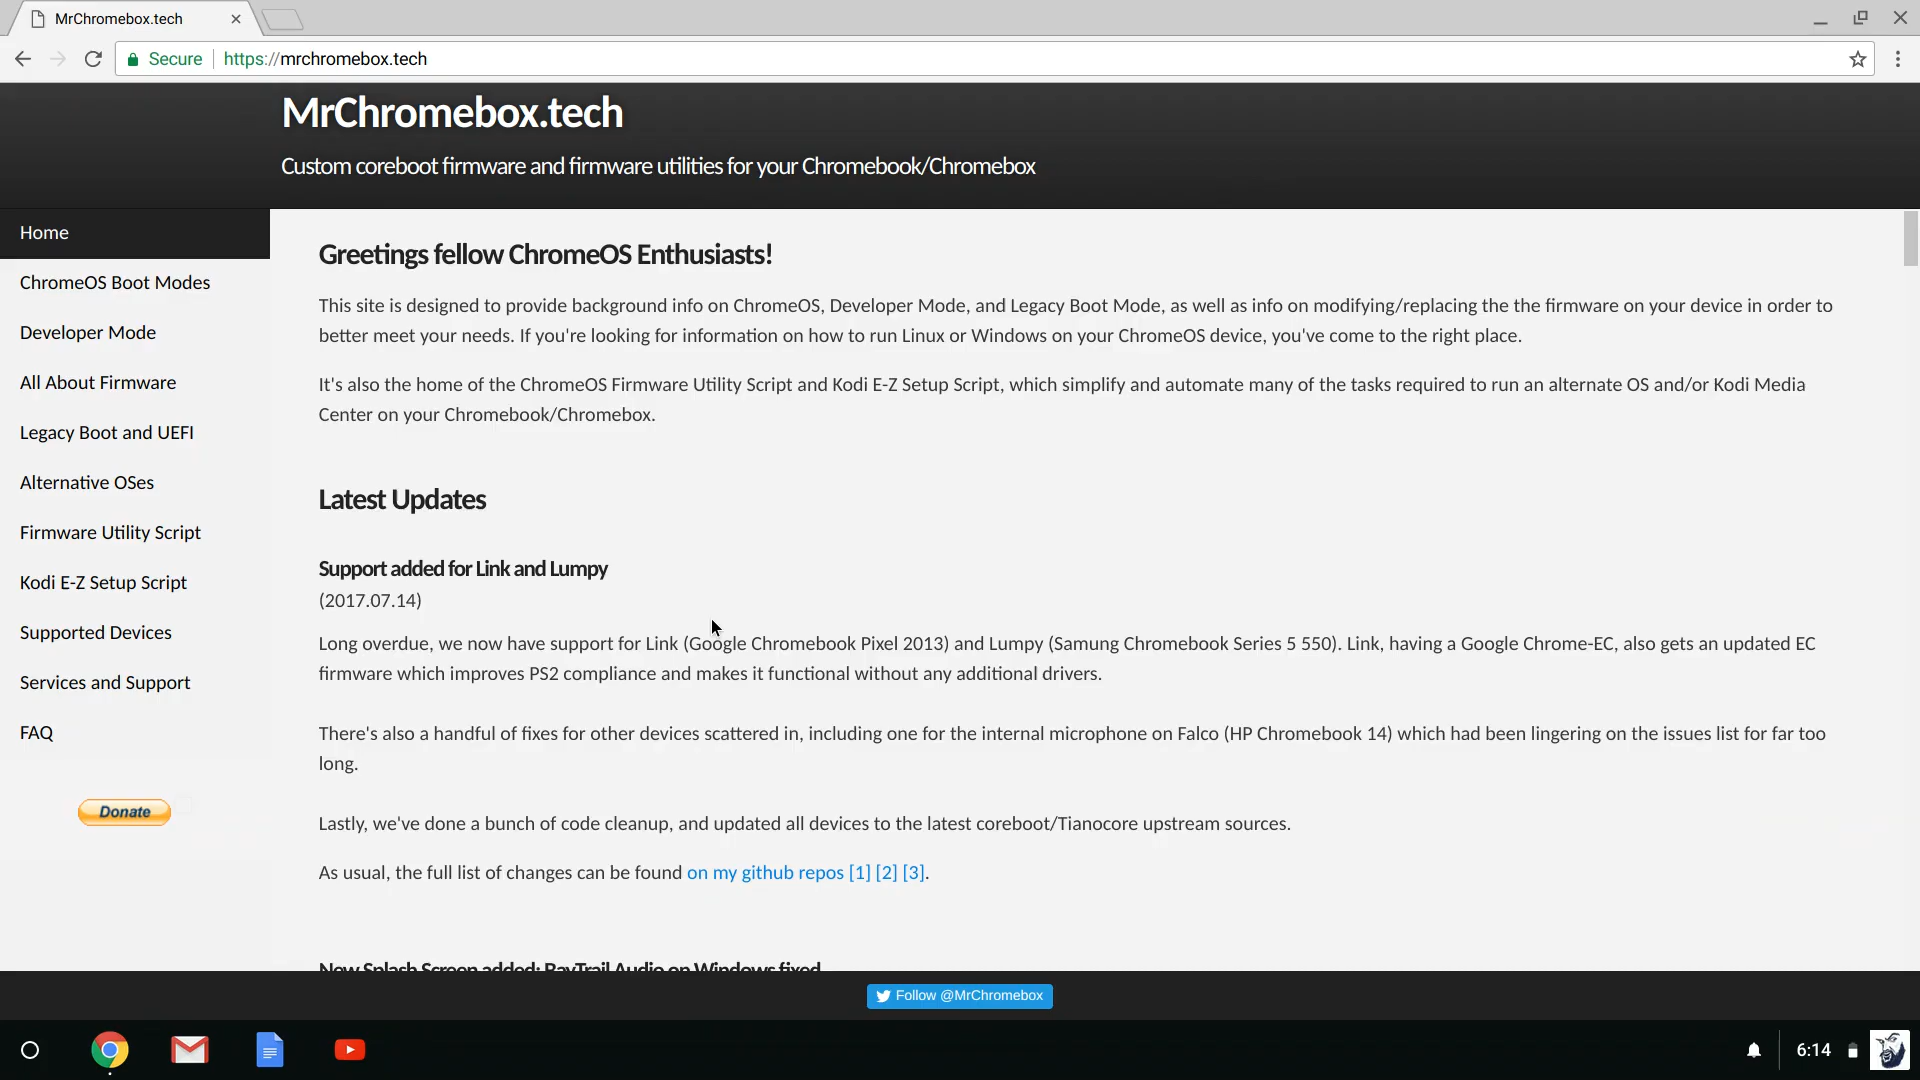 MrChromebox.tech
Secure
https://mrchromebox.tech
MrChromebox.tech
Custom coreboot firmware and firmware utilities for your Chromebook/Chromebox
Home
ChromeOS Boot Modes
Developer Mode
All About Firmware
Legacy Boot and UEFI
Alternative OSes
Firmware Utility Script
Kodi E-Z Setup Script
Supported Devices
Services and Support
FAQ
Donate
Greetings fellow ChromeOS Enthusiasts!
This site is designed to provide background info on ChromeOS, Developer Mode, and Legacy Boot Mode, as well as info on modifying/replacing the the firmware on your device in order to
better meet your needs. If you're looking for information on how to run Linux or Windows on your ChromeOS device, you've come to the right place.
It's also the home of the ChromeOS Firmware Utility Script and Kodi E-Z Setup Script, which simplify and automate many of the tasks required to run an alternate OS and/or Kodi Media
Center on your Chromebook/Chromebox.
Latest Updates
Support added for Link and Lumpy
(2017.07.14)
Long overdue, we now have support for Link (Google Chromebook Pixel 2013) and Lumpy (Samung Chromebook Series 5 550). Link, having a Google Chrome-EC, also gets an updated EC
firmware which improves PS2 compliance and makes it functional without any additional drivers.
There's also a handful of fixes for other devices scattered in, including one for the internal microphone on Falco (HP Chromebook 14) which had been lingering on the issues list for far too
long.
Lastly, we've done a bunch of code cleanup, and updated all devices to the latest coreboot/Tianocore upstream sources.
As usual, the full list of changes can be found on my github repos [1] [2] [3].
New Splash Screen added; BayTrail Audio on Windows fixed
Follow @MrChromebox
6:14